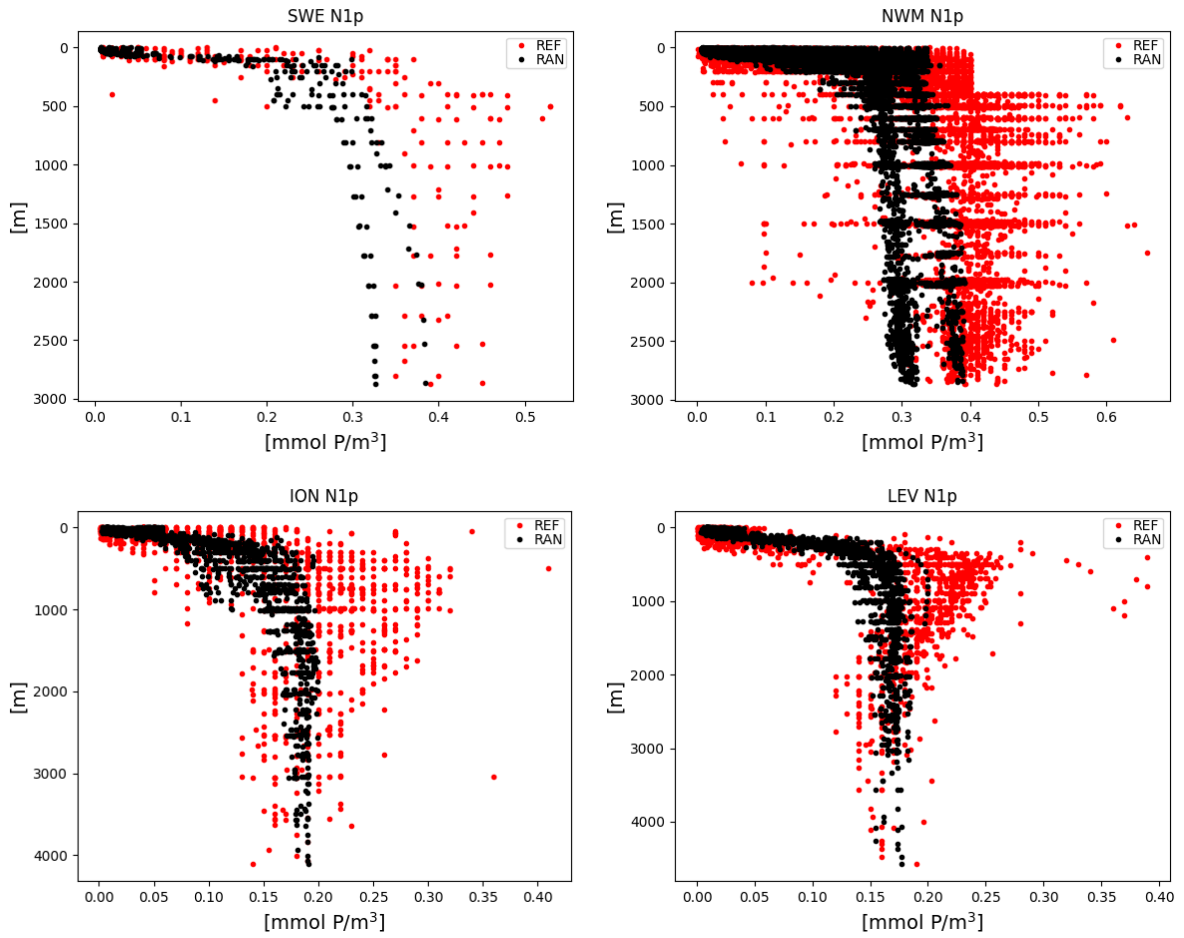 SWE N1p
REF
RAN
0
500
1000
1500
2000
2500
3000
[m]
0.0 0.1 0.2 0.3 0.4 0.5
[mmol P/m³]
NWM N1p
REF
RAN
0
500
1000
1500
2000
2500
3000
[m]
0.0 0.1 0.2 0.3 0.4 0.5 0.6
[mmol P/m³]
ION N1p
REF
RAN
0
1000
2000
3000
4000
[m]
0.00 0.05 0.10 0.15 0.20 0.25 0.30 0.35 0.40
[mmol P/m³]
LEV N1p
REF
RAN
0
1000
2000
3000
4000
[m]
0.00 0.05 0.10 0.15 0.20 0.25 0.30 0.35 0.40
[mmol P/m³]